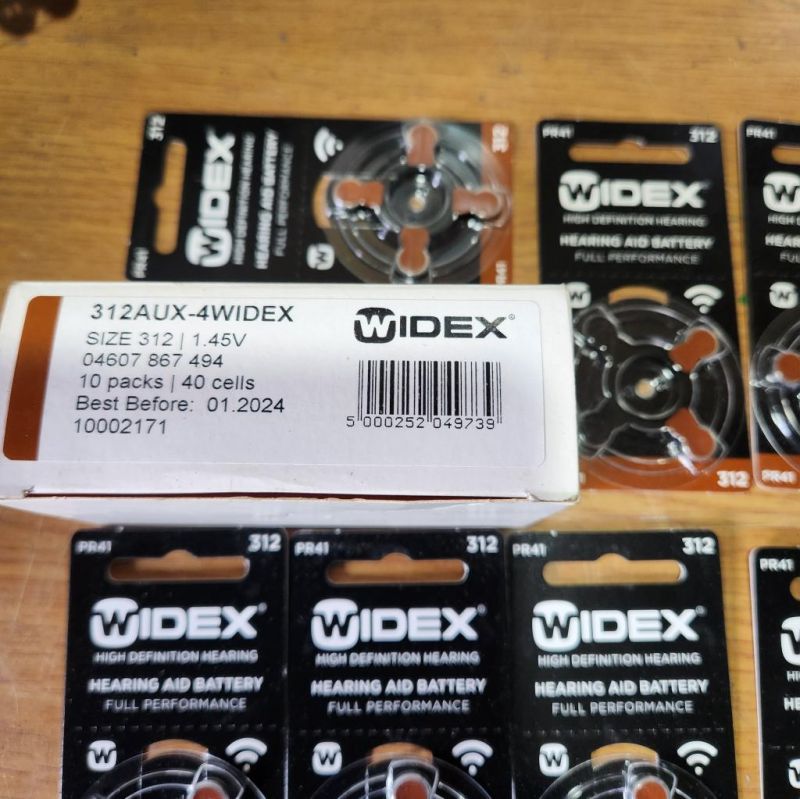 312
WIDEX
HIGH DEFINITION HEARING
HEARING AID BATTERY
FULL PERFORMANCE
PR41
W
312
PR41
PR41 312
WIDEX
HIGH DEFINITION HEARING
HEARING AID BATTERY
FULL PERFORMANCE
W
312
PR41
W
PR41
312AUX-4WIDEX
SIZE 312 | 1.45V
04607 867 494
10 packs | 40 cells
Best Before: 01.2024
10002171
WIDEX®
5 000252 049739
PR41 312
WIDEX®
HIGH DEFINITION HEARING
HEARING AID BATTERY
FULL PERFORMANCE
W
PR41 312
WIDEX®
HIGH DEFINITION HEARING
HEARING AID BATTERY
FULL PERFORMANCE
W
PR41 312
WIDEX®
HIGH DEFINITION HEARING
HEARING AID BATTERY
FULL PERFORMANCE
W
PR41